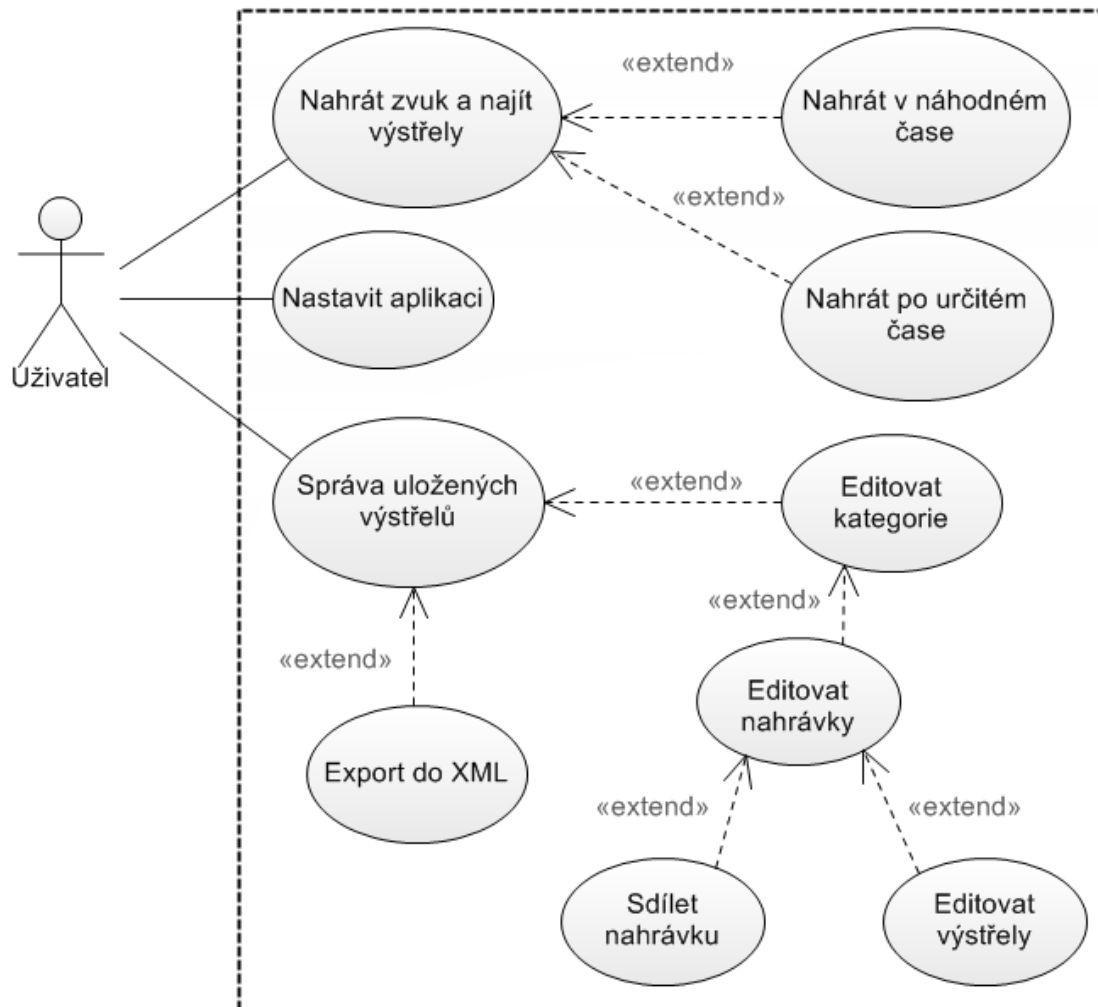 Nahrát zvuk a najít
výstřely
«extend»
Nahrát v náhodném
čase
«extend»
Nahrát po určitém
čase
Nastavit aplikaci
Uživatel
Správa uložených
výstřelů
«extend»
Editovat
kategorie
«extend»
«extend»
Editovat
nahrávky
Export do XML
«extend»
«extend»
Sdílet
nahrávku
Editovat
výstřely